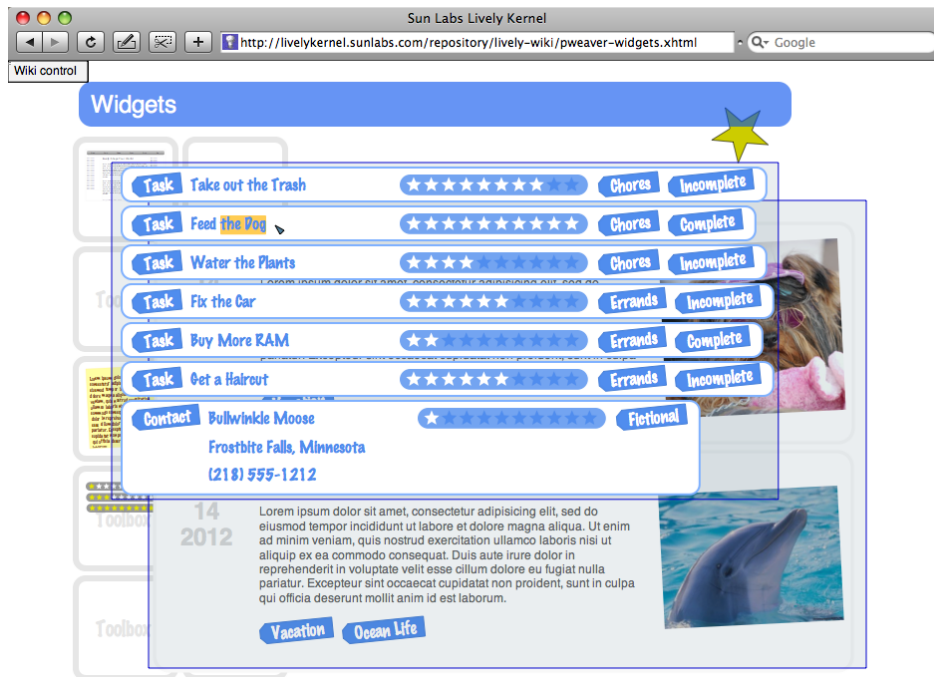 Sun Labs Lively Kernel
http://livelykernel.sunlabs.com/repository/lively-wiki/pweaver-widgets.xhtml
Google
Wiki control
Widgets
Task Take out the Trash Chores Incomplete
Task Feed the Dog Chores Complete
Task Water the Plants Chores Incomplete
Task Fix the Car Errands Incomplete
Task Buy More RAM Errands Complete
Task Get a Haircut Errands Incomplete
Contact Bullwinkle Moose Fictional
Frostbite Falls, Minnesota
(218) 555-1212
Toolbox
14
2012
Lorem ipsum dolor sit amet, consectetur adipisicing elit, sed do
eiusmod tempor incididunt ut labore et dolore magna aliqua. Ut enim
ad minim veniam, quis nostrud exercitation ullamco laboris nisi ut
aliquip ex ea commodo consequat. Duis aute irure dolor in
reprehenderit in voluptate velit esse cillum dolore eu fugiat nulla
pariatur. Excepteur sint occaecat cupidatat non proident, sunt in culpa
qui officia deserunt mollit anim id est laborum.
Vacation Ocean Life
Toolbox